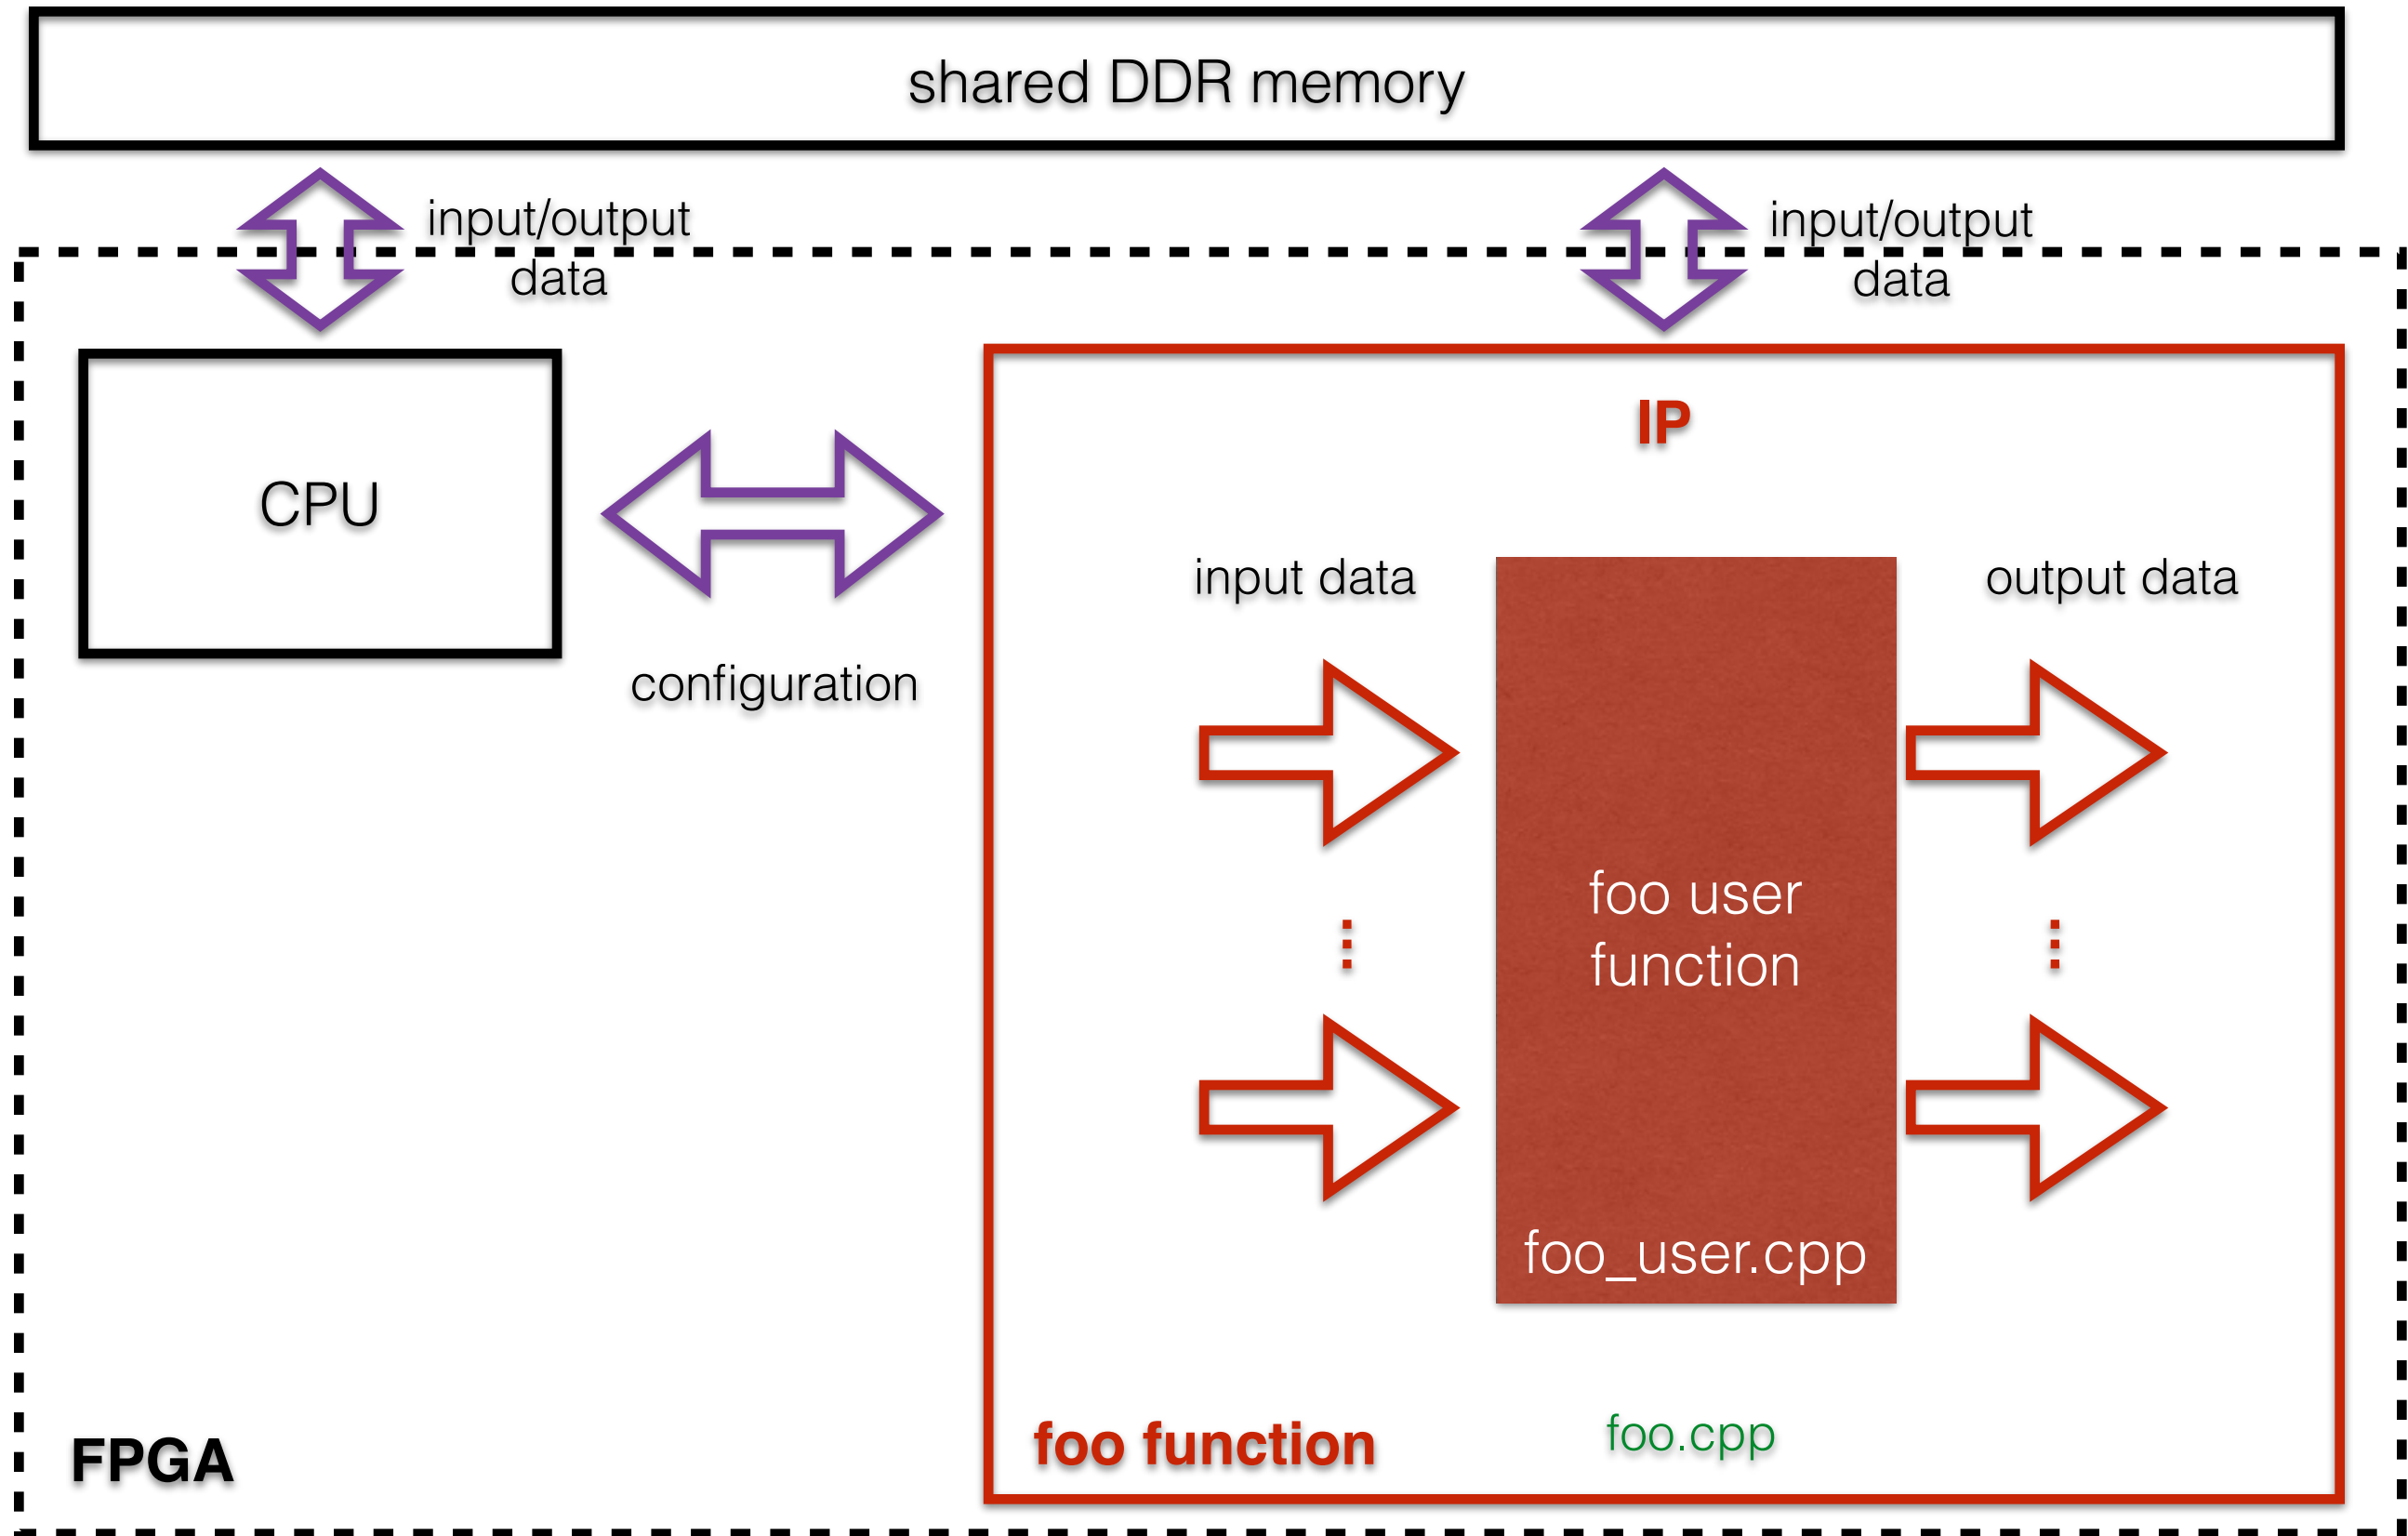 shared DDR memory
input/output
data
input/output
data
IP
CPU
configuration
input data
output data
foo user
function
foo_user.cpp
foo function
foo.cpp
FPGA